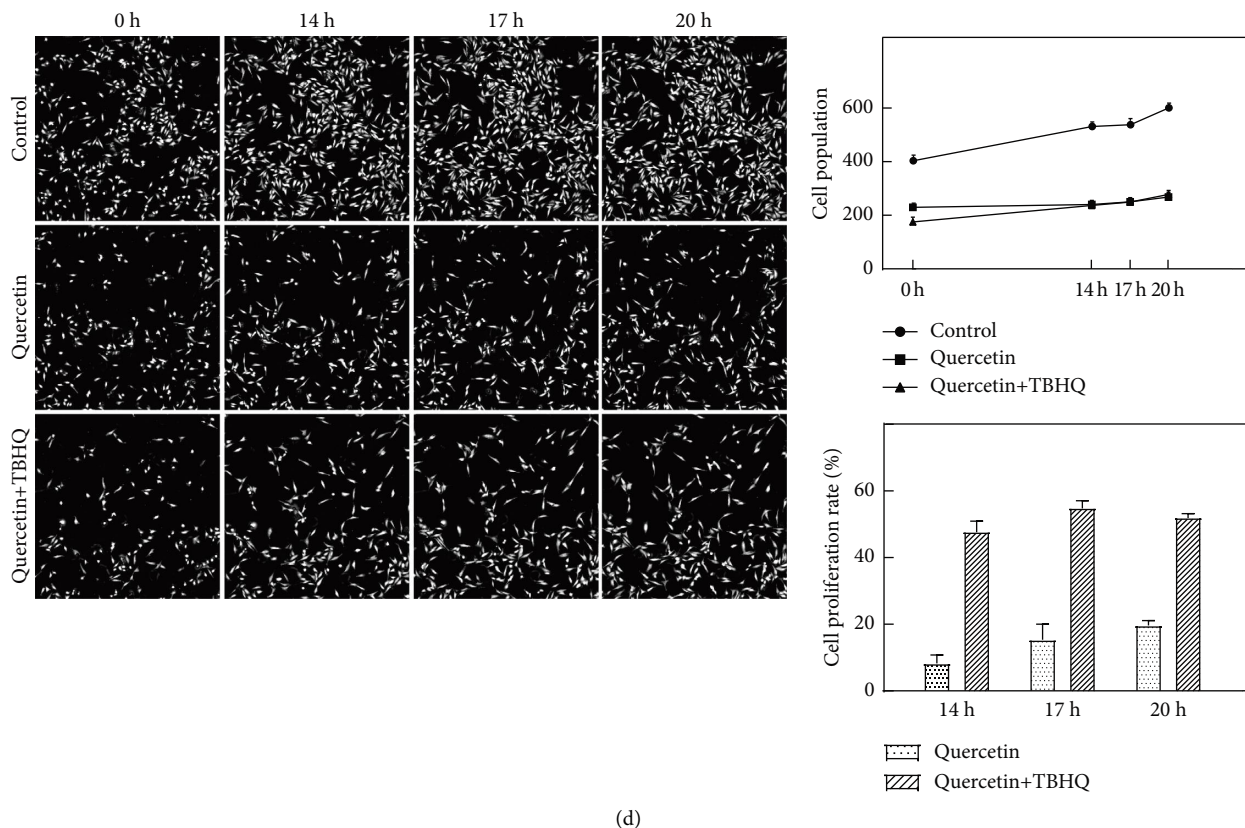 0 h
14 h
17 h
20 h
Control
Quercetin
Quercetin+TBHQ
Cell population
600
400
200
0
0 h
14 h
17 h
20 h
Control
Quercetin
Quercetin+TBHQ
Cell proliferation rate (%)
60
40
20
0
14 h
17 h
20 h
Quercetin
Quercetin+TBHQ
(d)